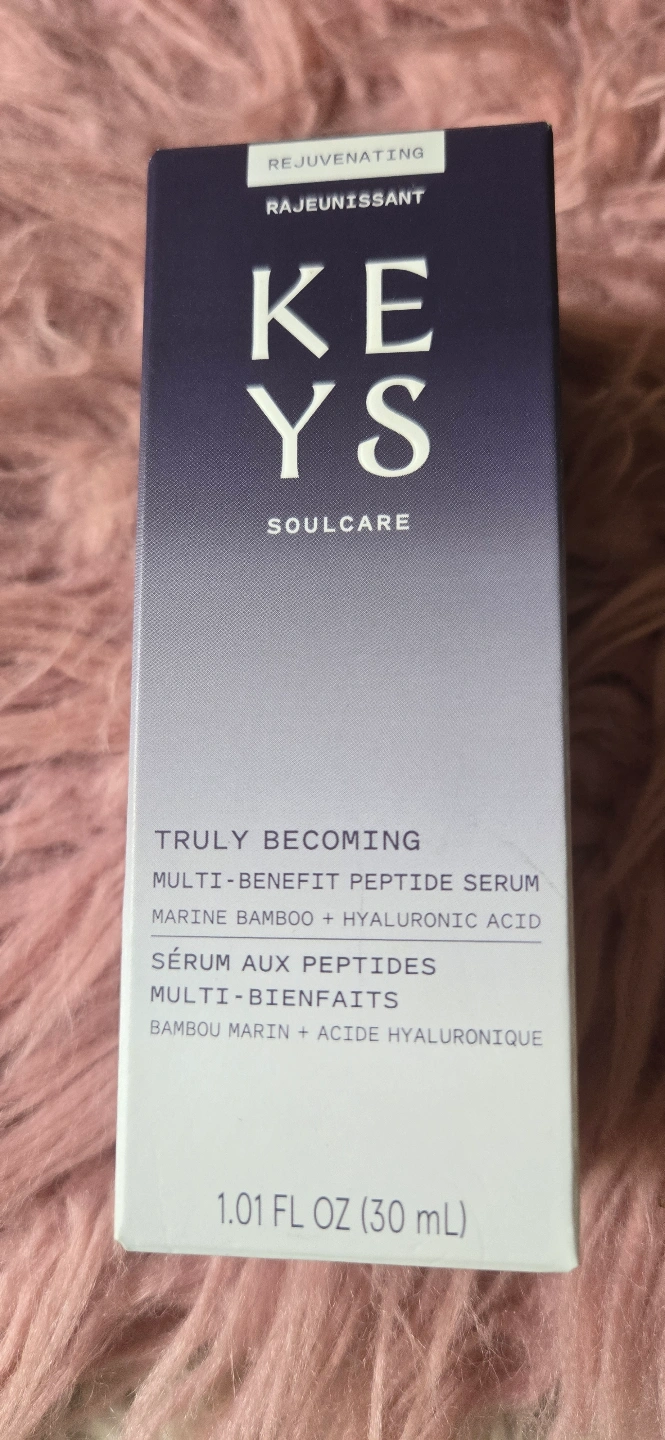 REJUVENATING
RAJEUNISSANT
KE
YS
SOULCARE
TRULY BECOMING
MULTI-BENEFIT PEPTIDE SERUM
MARINE BAMBOO + HYALURONIC ACID
SÉRUM AUX PEPTIDES
MULTI-BIENFAITS
BAMBOU MARIN + ACIDE HYALURONIQUE
1.01 FL OZ (30 mL)